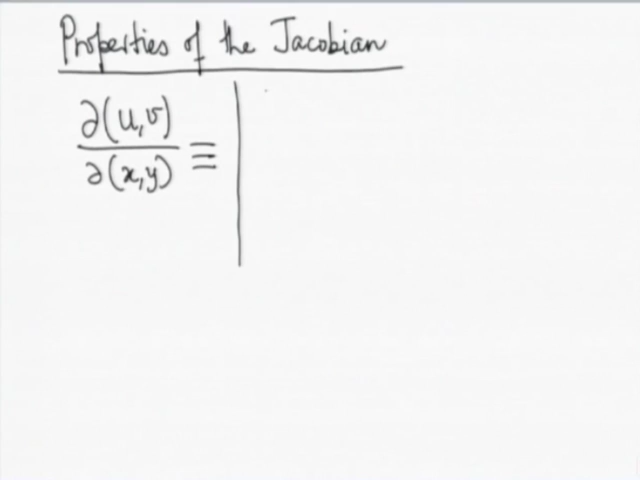 Properties of the Jacobian
∂(u,v)
∂(x,y) ≡ |